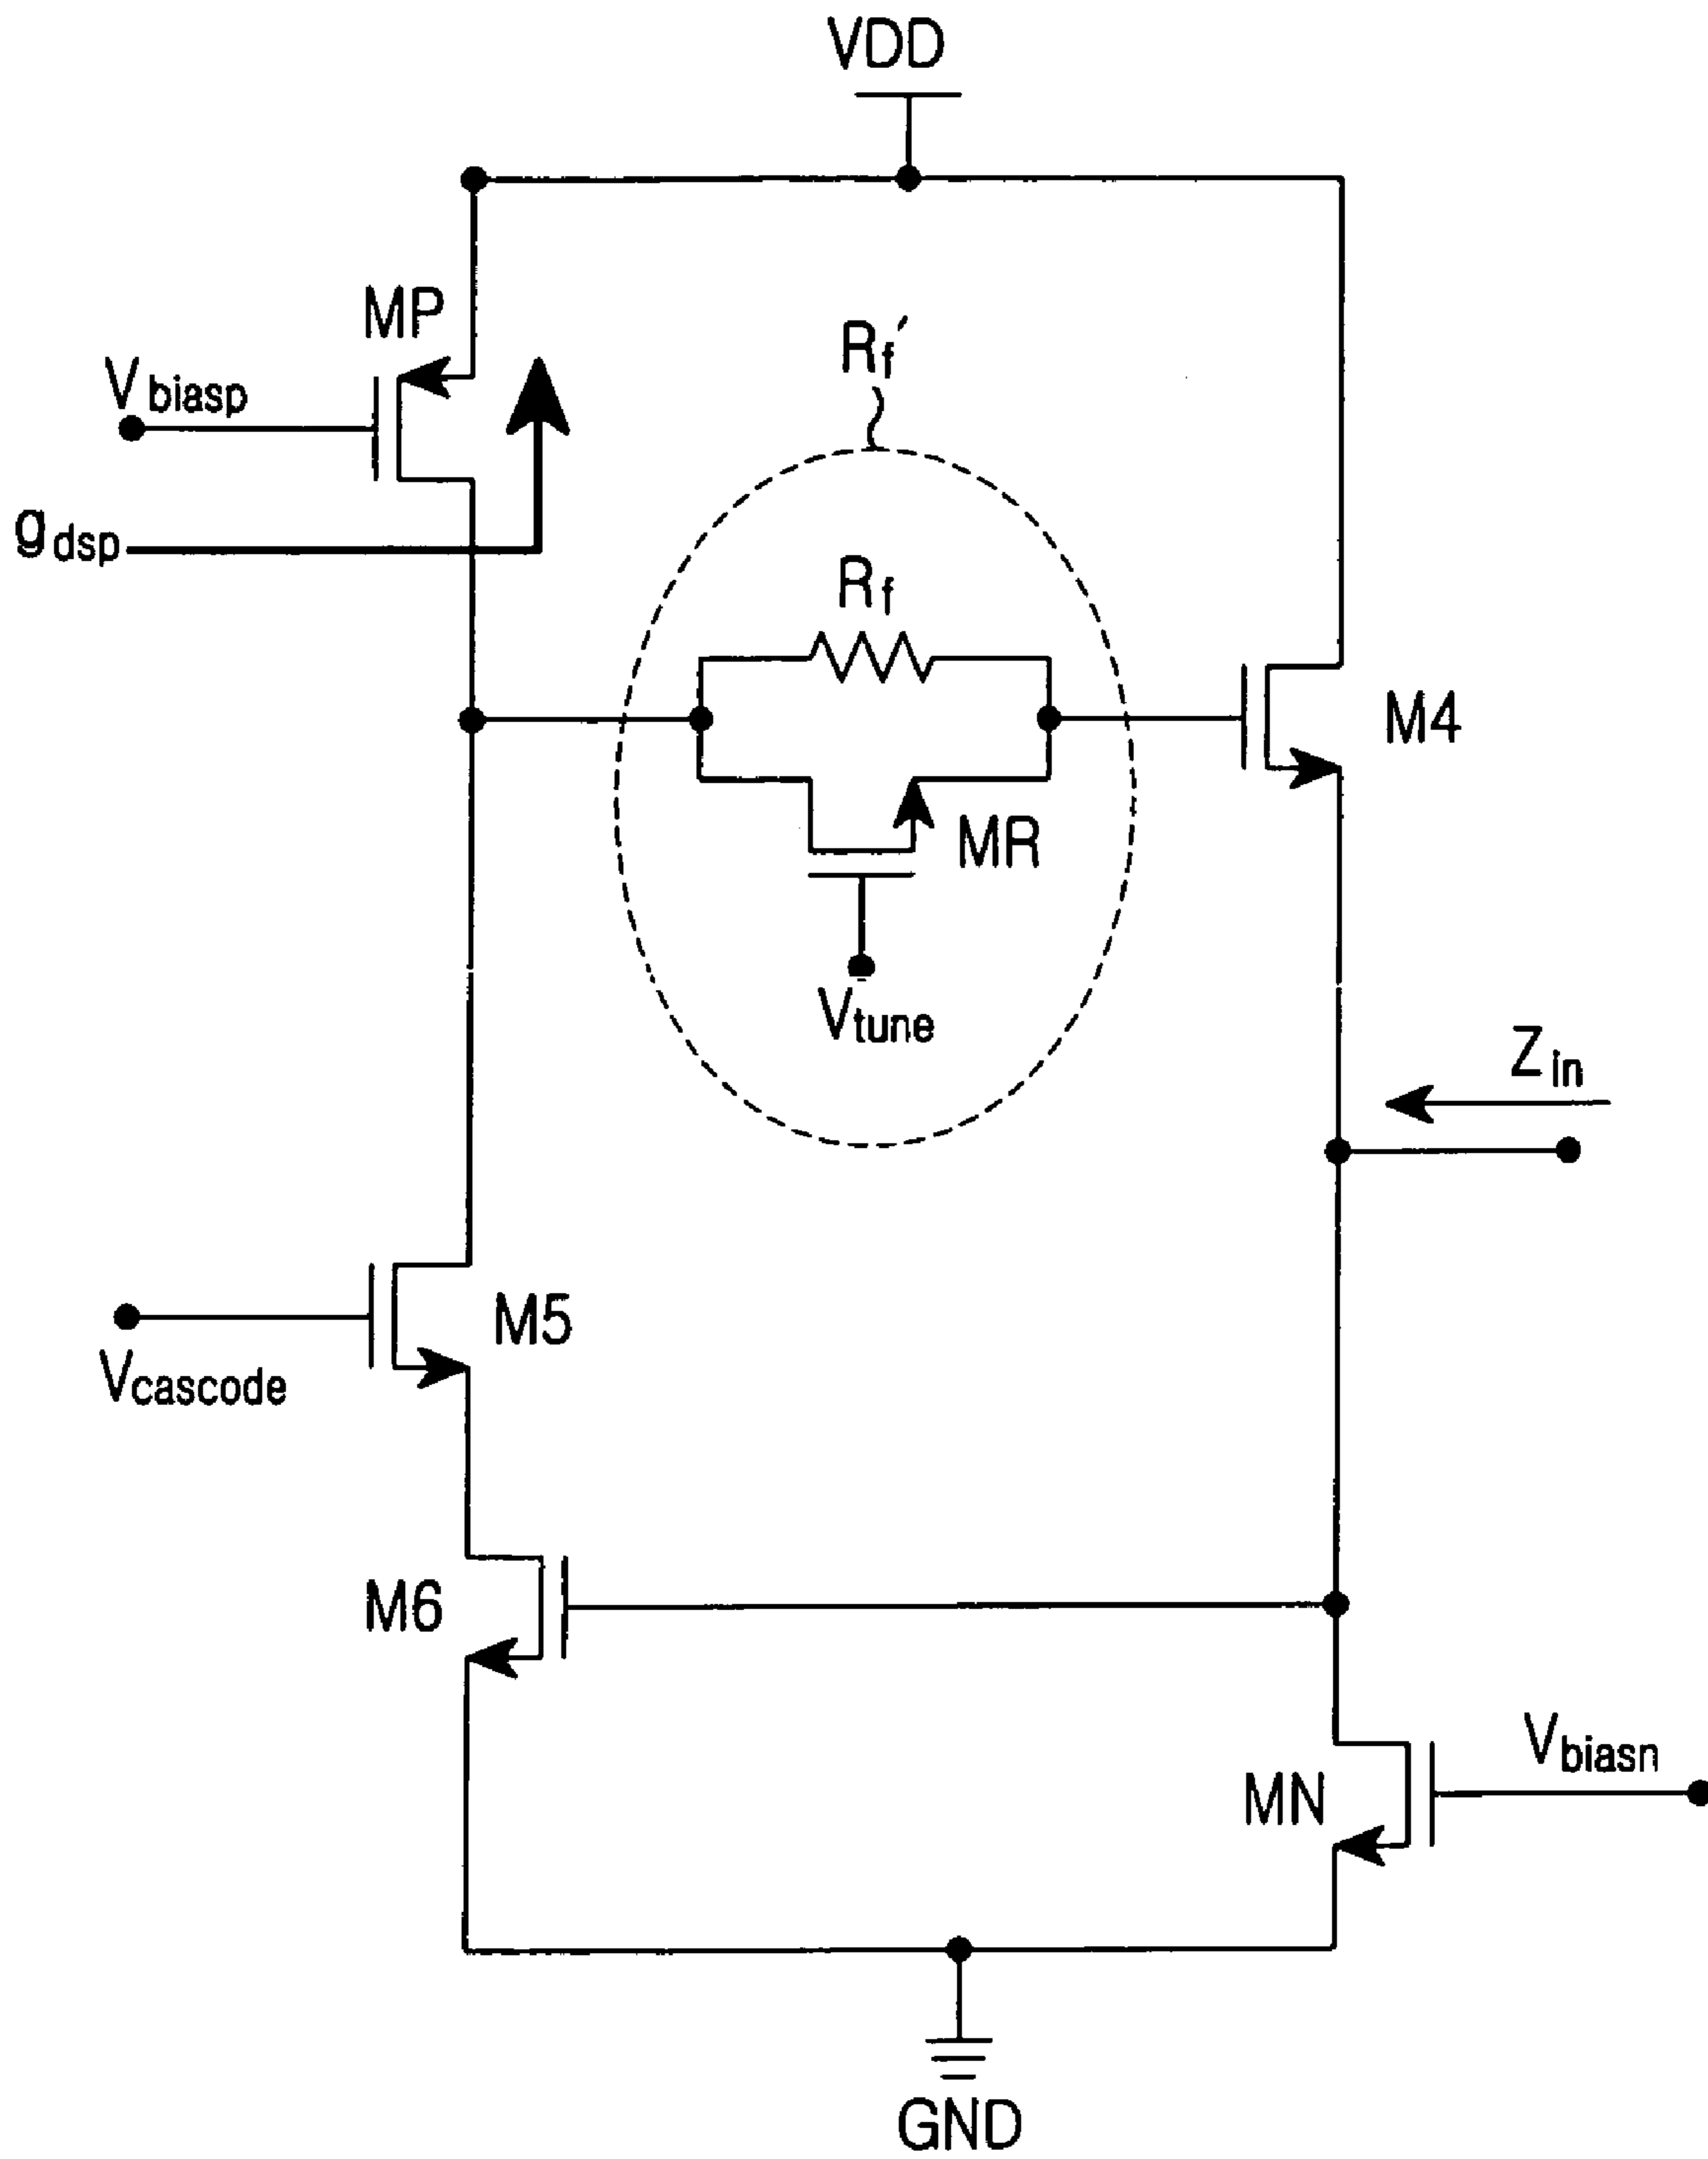 VDD
MP
Rf′
Vbiasp
gdsp
Rf
M4
MR
Vtune
Zin
M5
Vcascode
M6
Vbiasn
MN
GND